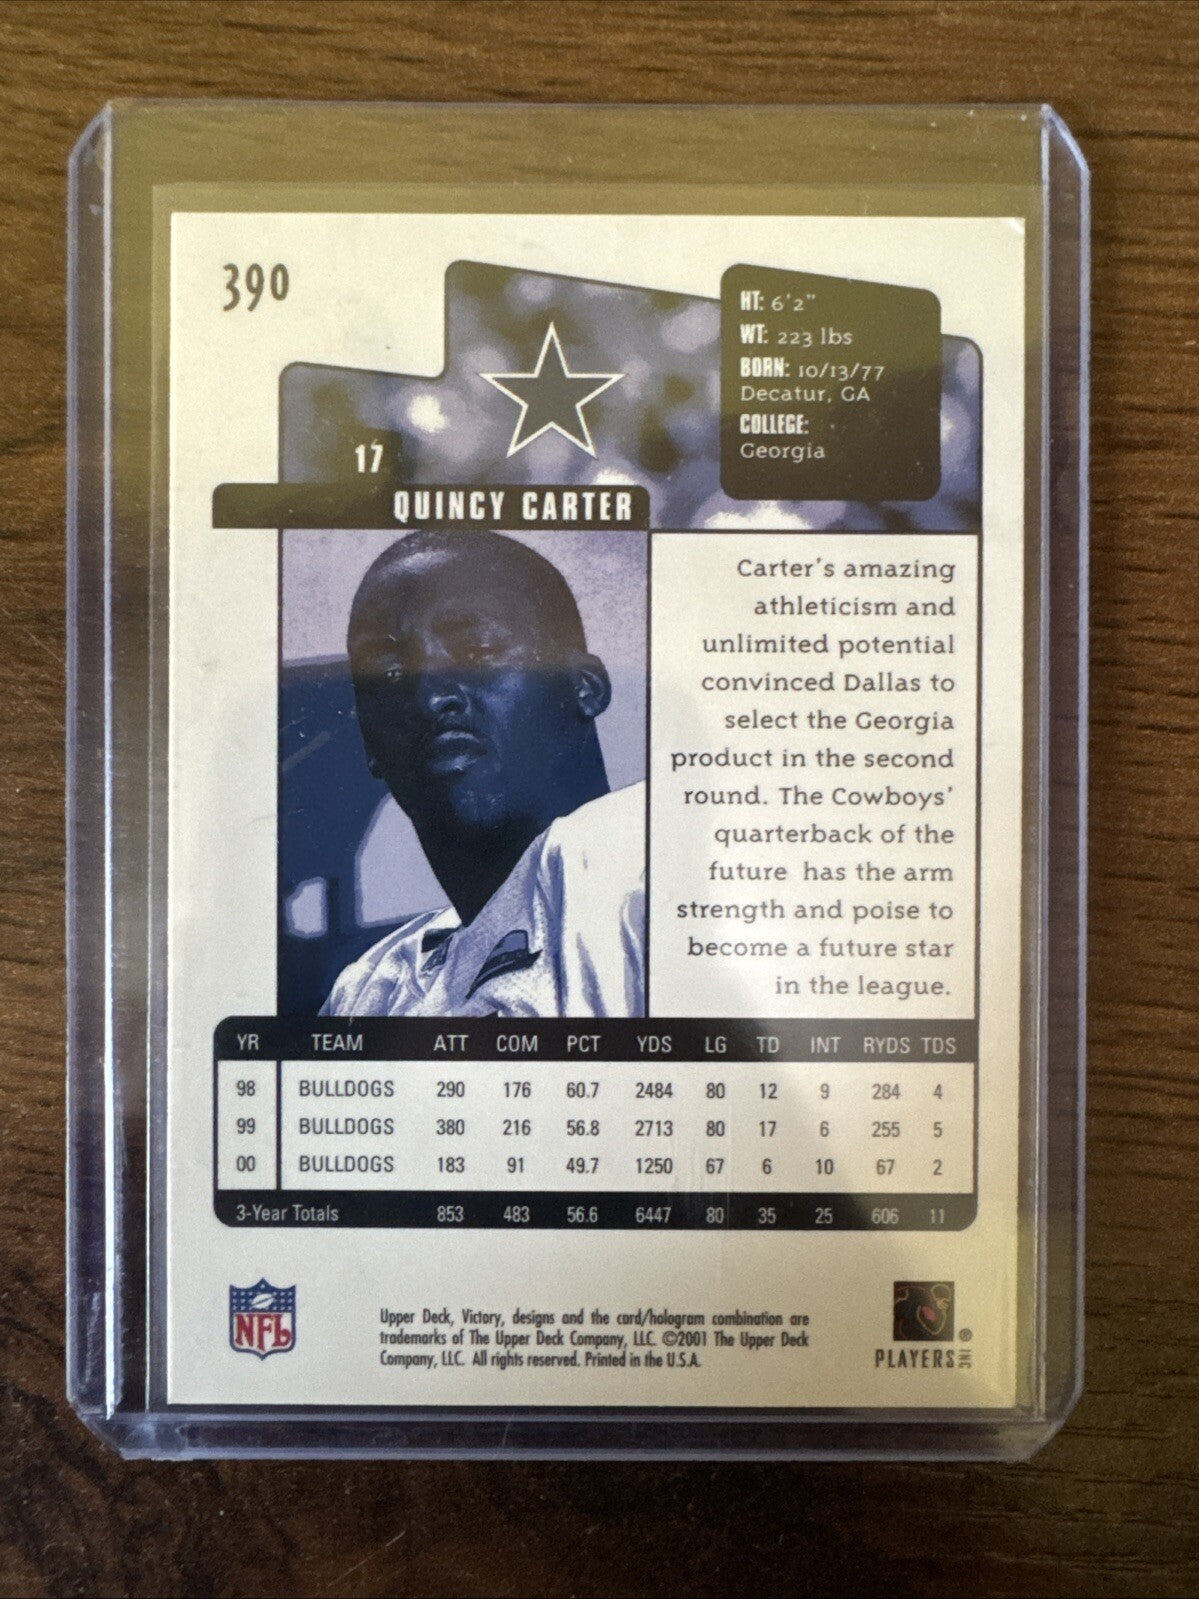 390
HT: 6'2"
WT: 223 lbs
BORN: 10/13/77
Decatur, GA
COLLEGE:
Georgia
17
QUINCY CARTER
Carter's amazing
athleticism and
unlimited potential
convinced Dallas to
select the Georgia
product in the second
round. The Cowboys'
quarterback of the
future has the arm
strength and poise to
become a future star
in the league.
YR TEAM ATT COM PCT YDS LG TD INT RYDS TDS
98 BULLDOGS 290 176 60.7 2484 80 12 9 284 4
99 BULLDOGS 380 216 56.8 2713 80 17 6 255 5
00 BULLDOGS 183 91 49.7 1250 67 6 10 67 2
3-Year Totals 853 483 56.6 6447 80 35 25 606 11
NFL
Upper Deck, Victory, designs and the card/hologram combination are
trademarks of The Upper Deck Company, LLC. ©2001 The Upper Deck
Company, LLC. All rights reserved. Printed in the U.S.A.
PLAYERS INC ®